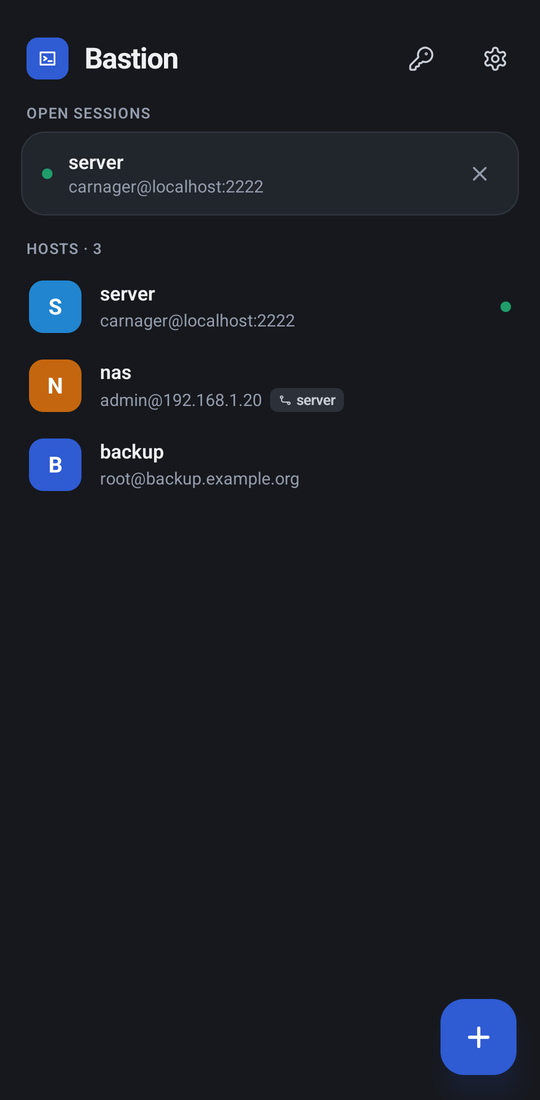 Bastion
OPEN SESSIONS
server
carnager@localhost:2222
HOSTS · 3
S
server
carnager@localhost:2222
N
nas
admin@192.168.1.20 server
B
backup
root@backup.example.org